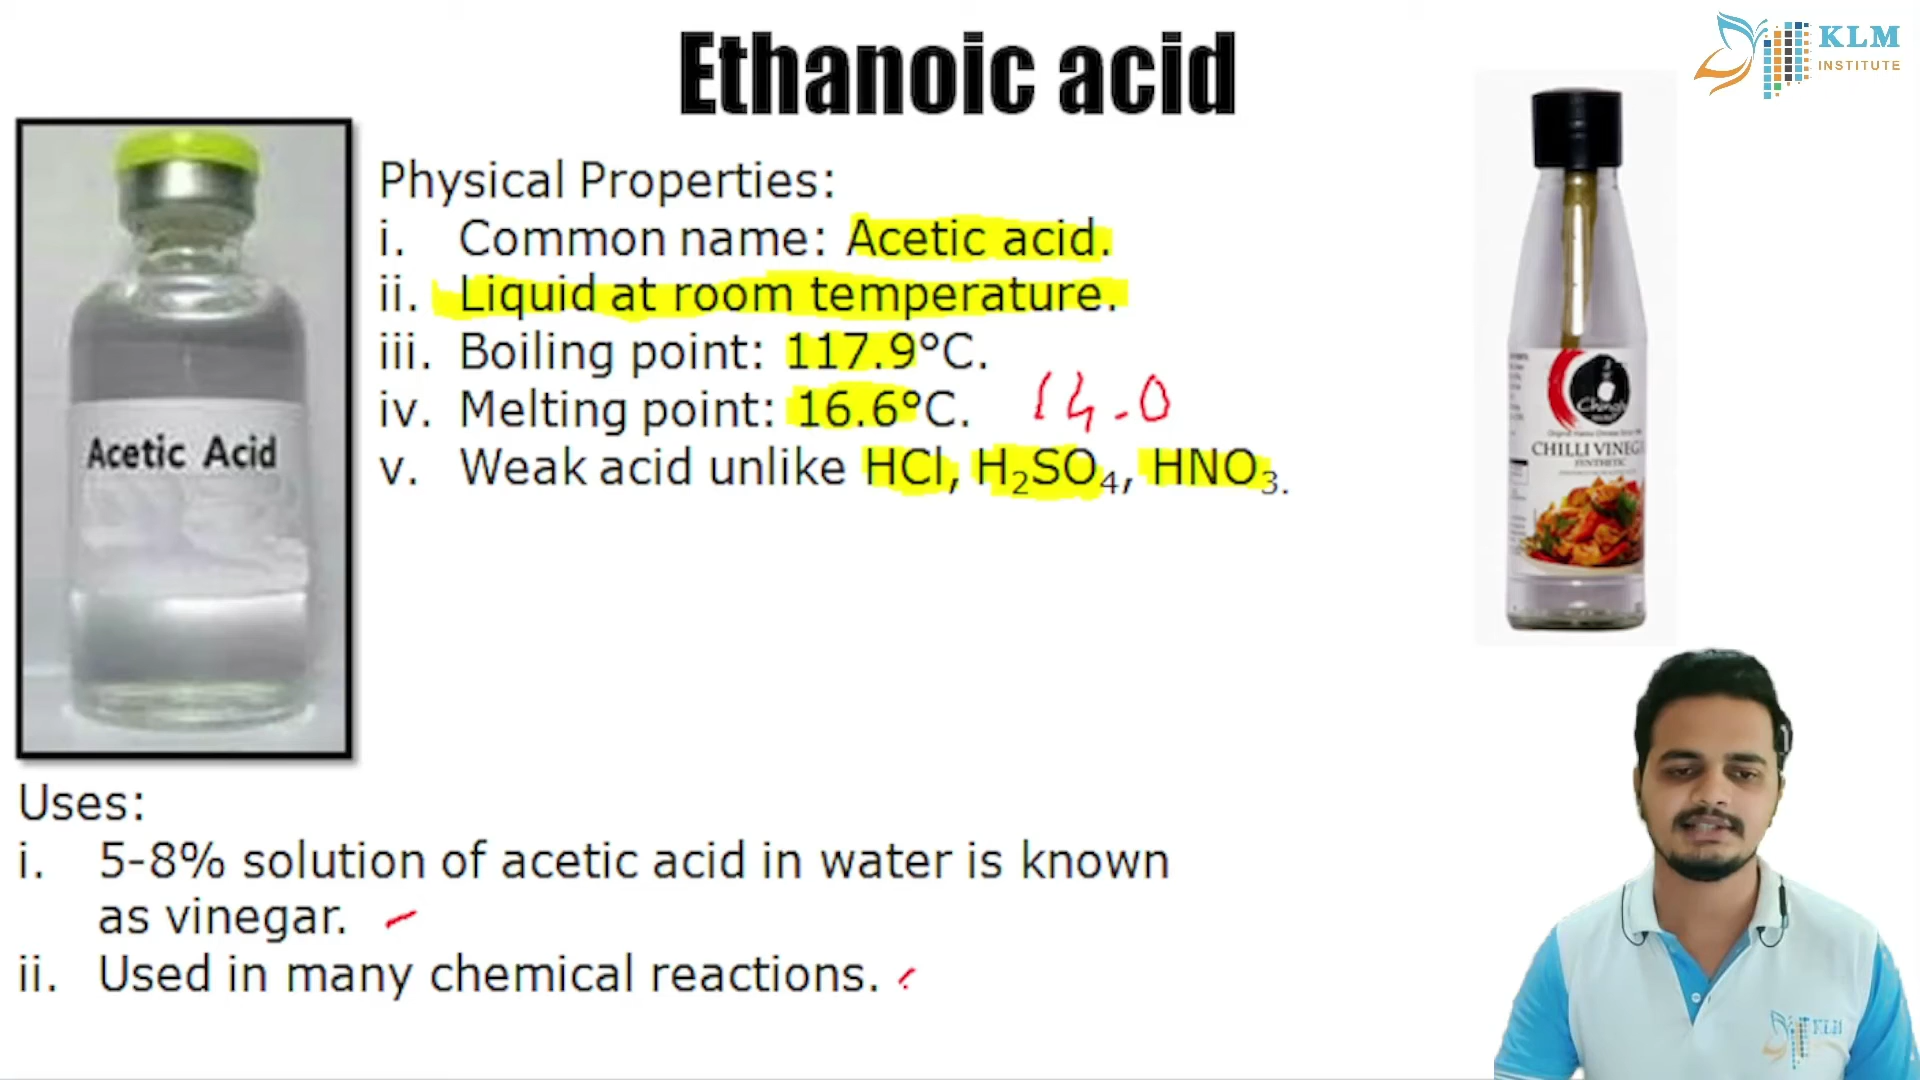 Ethanoic acid
KLM
INSTITUTE
Acetic Acid
Physical Properties:
i. Common name: Acetic acid.
ii. Liquid at room temperature.
iii. Boiling point: 117.9°C.
iv. Melting point: 16.6°C. 14.0
v. Weak acid unlike HCl, H₂SO₄, HNO₃.
CHILLI VINEG
SYNTHETIC
Uses:
i. 5-8% solution of acetic acid in water is known
as vinegar.
ii. Used in many chemical reactions.
KLM